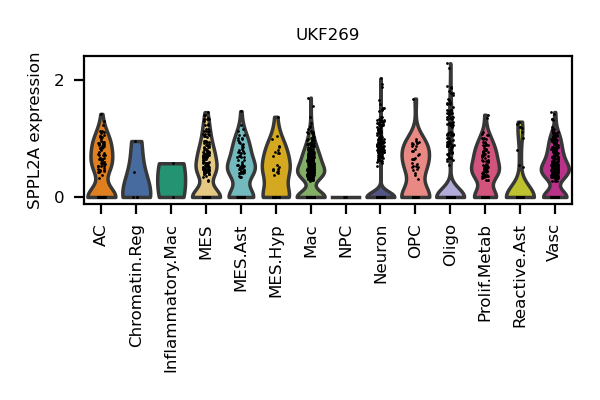 UKF269
SPPL2A expression
2
0
AC
Chromatin.Reg
Inflammatory.Mac
MES
MES.Ast
MES.Hyp
Mac
NPC
Neuron
OPC
Oligo
Prolif.Metab
Reactive.Ast
Vasc